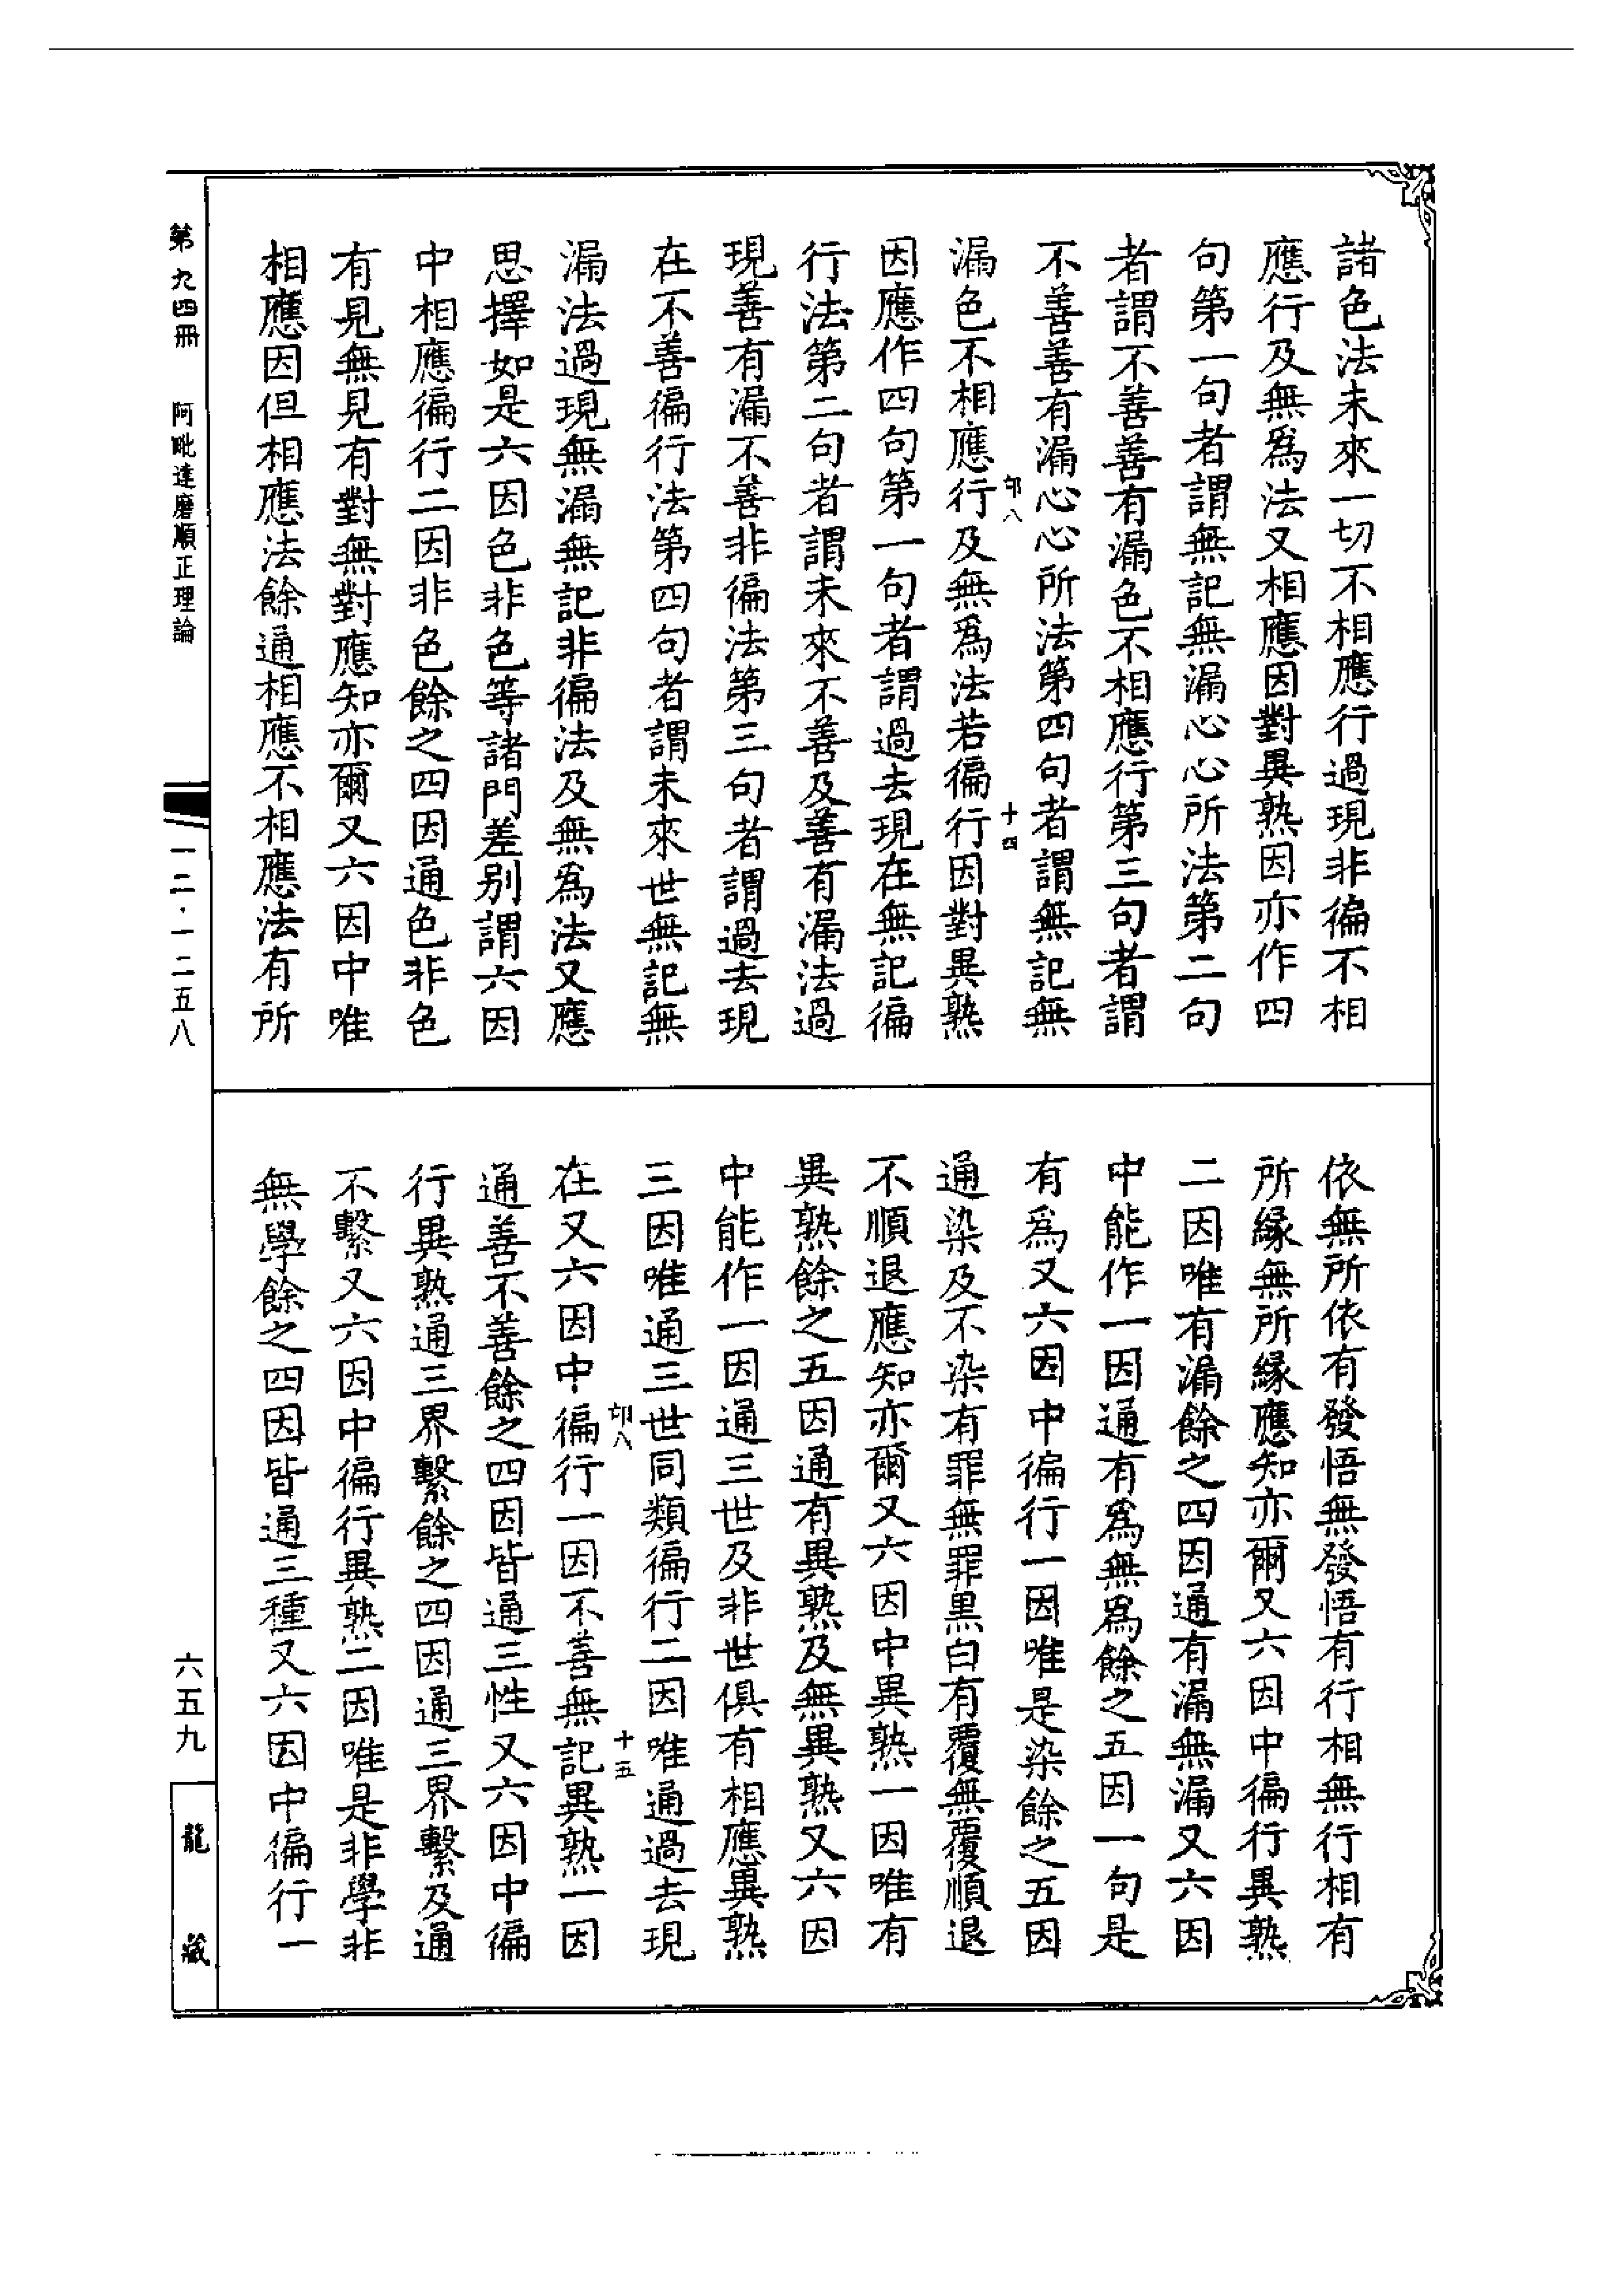 諸色法未來一切不相應行過現非徧不相
應行及無爲法又相應因對異熟因亦作四
句第一句者謂無記無漏心心所法第二句
者謂不善善有漏色不相應行第三句者謂
不善善有漏心心所法第四句者謂無記無
漏色不相應行及無爲法若徧行因對異熟
因應作四句第一句者謂過去現在無記徧
行法第二句者謂未來不善及善有漏法過
現善有漏不善非徧法第三句者謂過去現
在不善徧行法第四句者謂未來世無記無
漏法過現無漏無記非徧法及無爲法又應
思擇如是六因色非色等諸門差別謂六因
中相應徧行二因非色餘之四因通色非色
有見無見有對無對應知亦爾又六因中唯
相應因但相應法餘通相應不相應法有所
十四
依無所依有發悟無發悟有行相無行相有
所緣無所緣應知亦爾又六因中徧行異熟
二因唯有漏餘之四因通有漏無漏又六因
中能作一因通有爲無爲餘之五因一句是
有爲又六因中徧行一因唯是染餘之五因
通染及不染有罪無罪黑白有覆無覆順退
不順退應知亦爾又六因中異熟一因唯有
異熟餘之五因通有異熟及無異熟又六因
中能作一因通三世及非世俱有相應異熟
三因唯通三世同類徧行二因唯通過去現
在又六因中徧行一因不善無記異熟一因
通善不善餘之四因皆通三性又六因中徧
行異熟通三界繫餘之四因通三界繫及通
不繫又六因中徧行異熟二因唯是非學非
無學餘之四因皆通三種又六因中徧行一
十五
第九四冊 阿毗達磨順正理論
一二·一二五八
六五九
龍藏